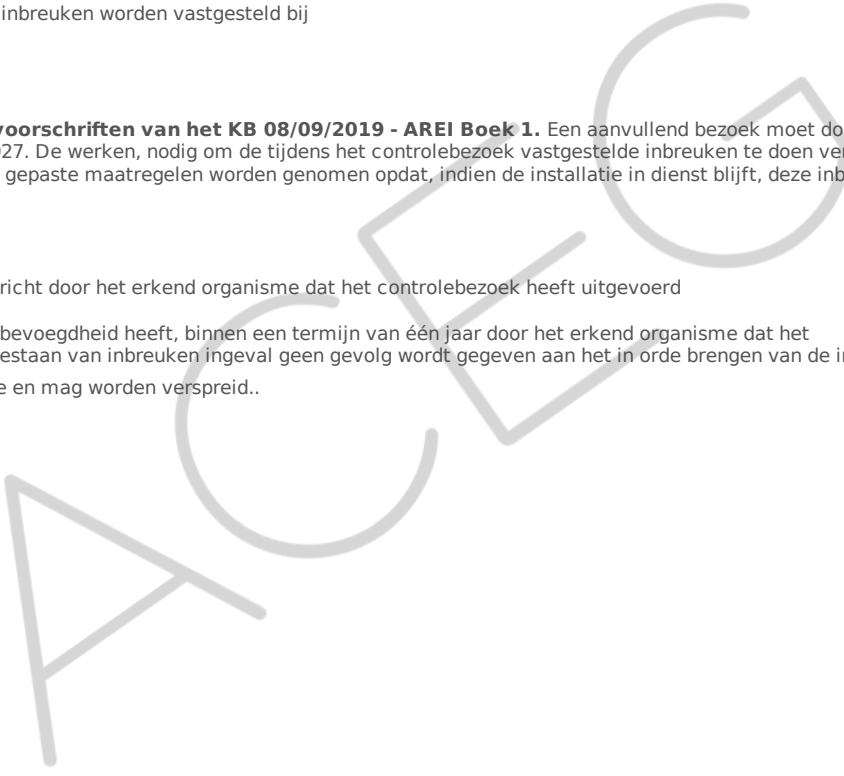 inbreuken worden vastgesteld bij
voorschriften van het KB 08/09/2019 - AREI Boek 1. Een aanvullend bezoek moet do
027. De werken, nodig om de tijdens het controlebezoek vastgestelde inbreuken te doen ver
gepaste maatregelen worden genomen opdat, indien de installatie in dienst blijft, deze inb
richt door het erkend organisme dat het controlebezoek heeft uitgevoerd
bevoegdheid heeft, binnen een termijn van één jaar door het erkend organisme dat het
estaan van inbreuken ingeval geen gevolg wordt gegeven aan het in orde brengen van de i
e en mag worden verspreid..
ACEG